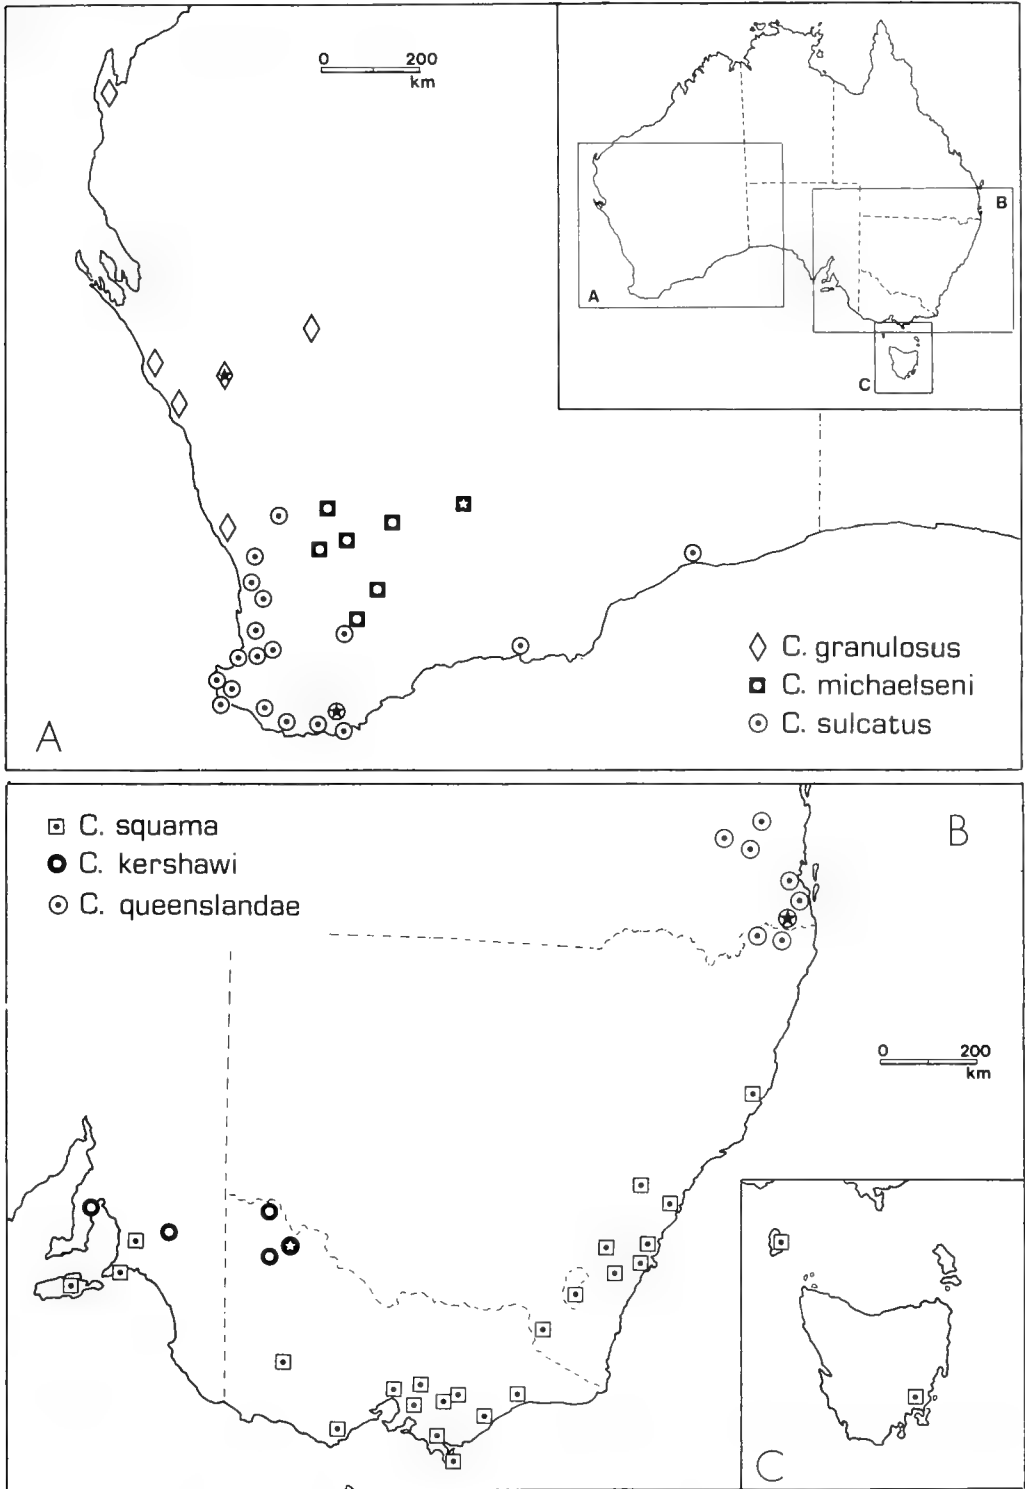 0 200
km
A
B
C
C. granulosus
C. michaelseni
C. sulcatus
A
C. squama
C. kershawi
C. queenslandae
B
0 200
km
C